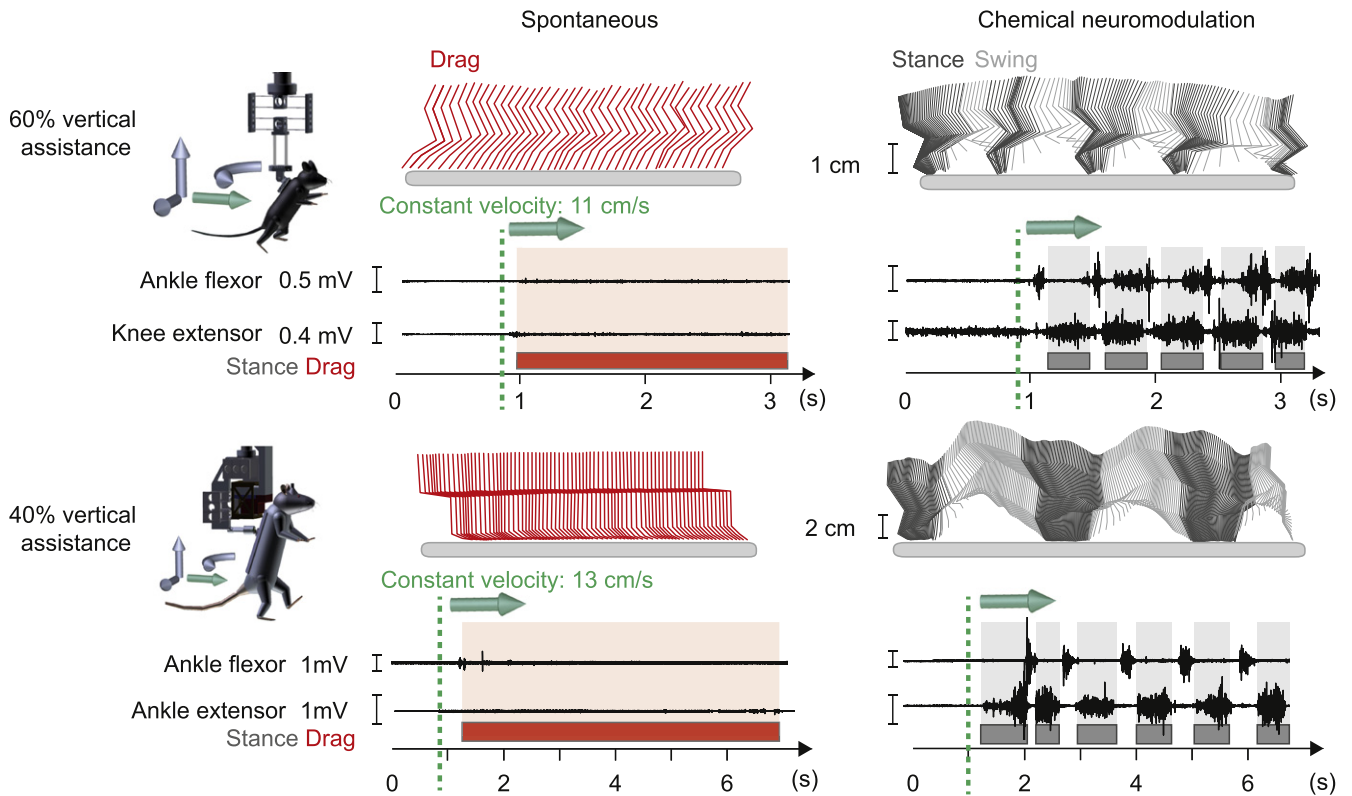 Spontaneous
Chemical neuromodulation
Drag
Stance Swing
60% vertical
assistance
1 cm
Constant velocity: 11 cm/s
Ankle flexor 0.5 mV
Knee extensor 0.4 mV
Stance Drag
0 1 2 3 (s)
0 1 2 3 (s)
40% vertical
assistance
2 cm
Constant velocity: 13 cm/s
Ankle flexor 1mV
Ankle extensor 1mV
Stance Drag
0 2 4 6 (s)
0 2 4 6 (s)